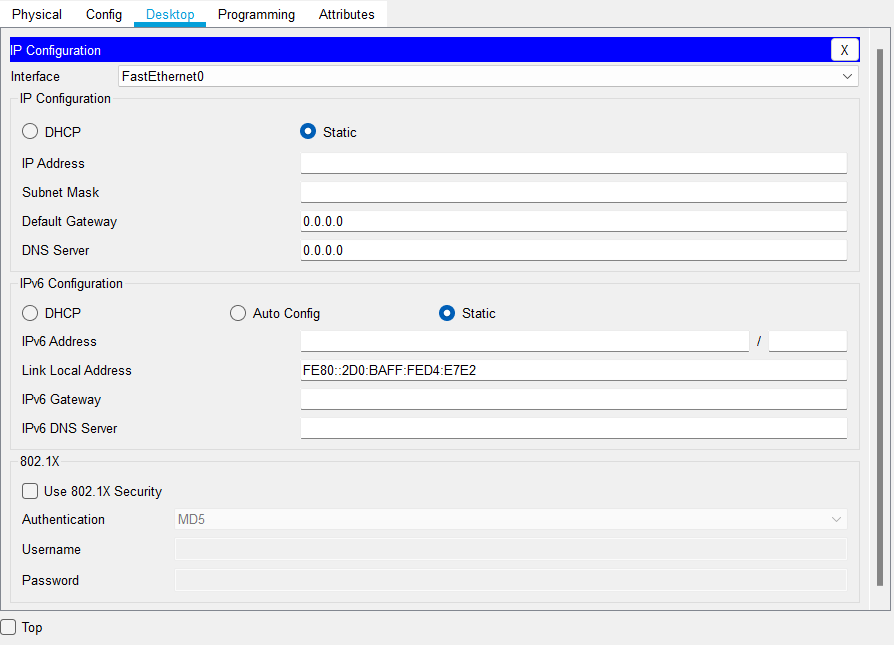 Physical Config Desktop Programming Attributes
IP Configuration X
Interface FastEthernet0
IP Configuration
DHCP Static
IP Address
Subnet Mask
Default Gateway 0.0.0.0
DNS Server 0.0.0.0
IPv6 Configuration
DHCP Auto Config Static
IPv6 Address /
Link Local Address FE80::2D0:BAFF:FED4:E7E2
IPv6 Gateway
IPv6 DNS Server
802.1X
Use 802.1X Security
Authentication MD5
Username
Password
Top